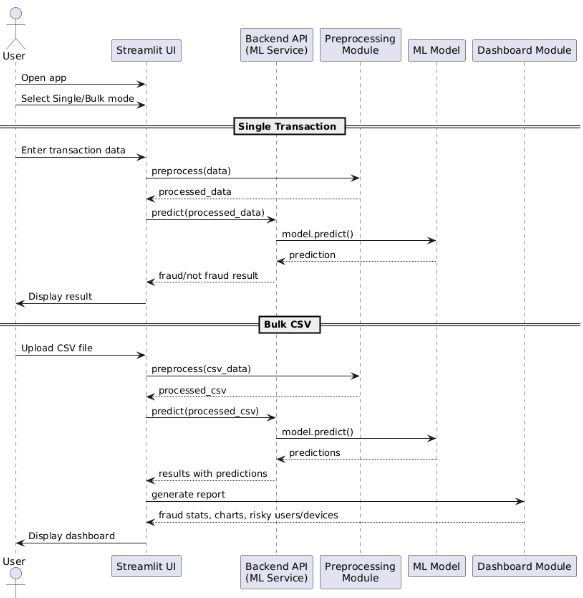 User
Streamlit UI
Backend API
(ML Service)
Preprocessing
Module
ML Model
Dashboard Module
Open app
Select Single/Bulk mode
Single Transaction
Enter transaction data
preprocess(data)
processed_data
predict(processed_data)
model.predict()
prediction
fraud/not fraud result
Display result
Bulk CSV
Upload CSV file
preprocess(csv_data)
processed_csv
predict(processed_csv)
model.predict()
predictions
results with predictions
generate report
fraud stats, charts, risky users/devices
Display dashboard
User
Streamlit UI
Backend API
(ML Service)
Preprocessing
Module
ML Model
Dashboard Module